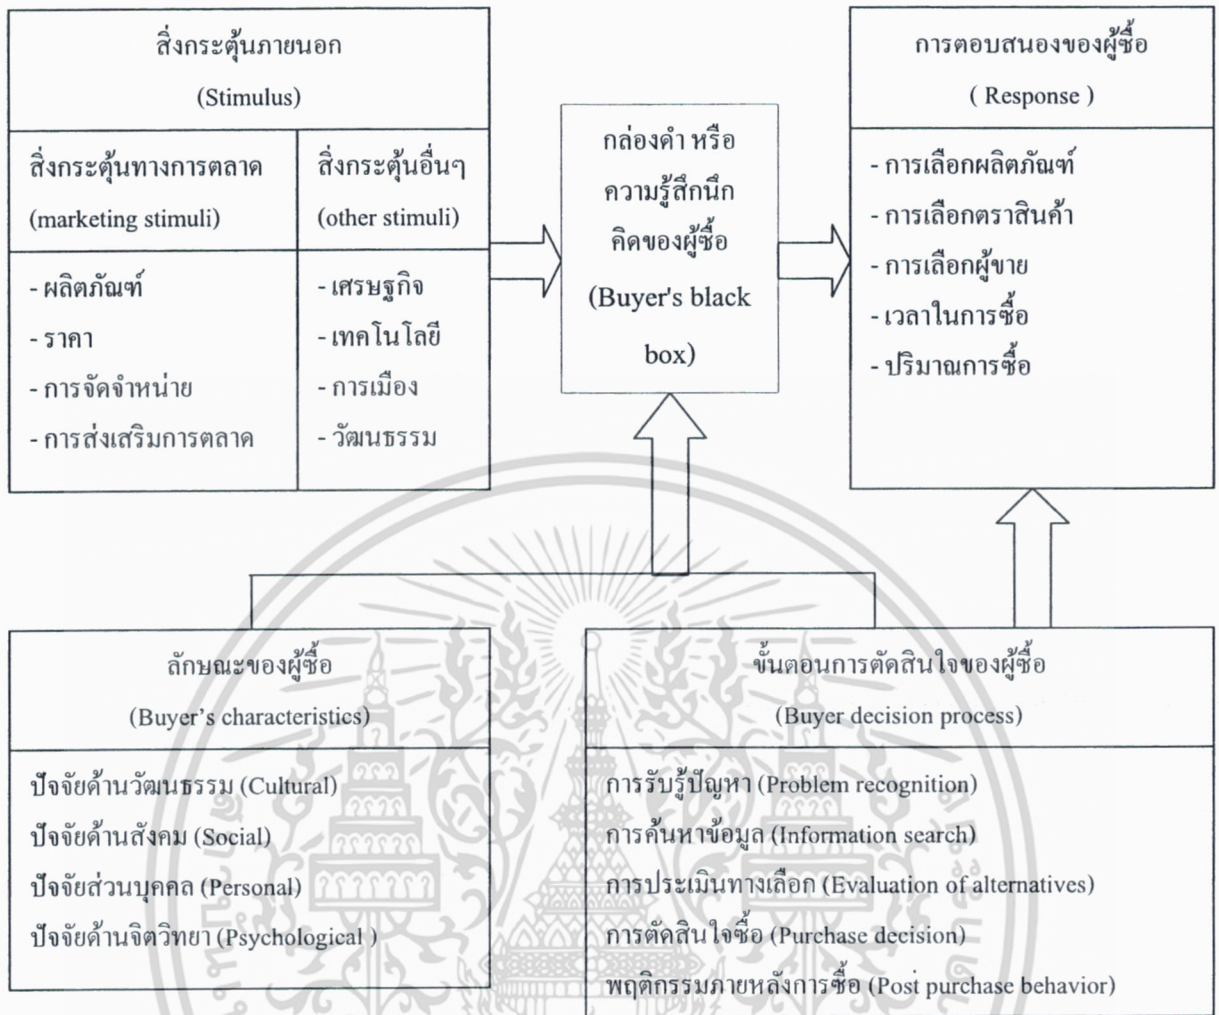 สิ่งกระตุ้นภายนอก
(Stimulus)
สิ่งกระตุ้นทางการตลาด
(marketing stimuli)
- ผลิตภัณฑ์
- ราคา
- การจัดจำหน่าย
- การส่งเสริมการตลาด
สิ่งกระตุ้นอื่นๆ
(other stimuli)
- เศรษฐกิจ
- เทคโนโลยี
- การเมือง
- วัฒนธรรม
กล่องคำ หรือ
ความรู้สึกนึก
คิดของผู้ซื้อ
(Buyer's black
box)
การตอบสนองของผู้ซื้อ
( Response )
- การเลือกผลิตภัณฑ์
- การเลือกตราสินค้า
- การเลือกผู้ขาย
- เวลาในการซื้อ
- ปริมาณการซื้อ
ลักษณะของผู้ซื้อ
(Buyer's characteristics)
ปัจจัยด้านวัฒนธรรม (Cultural)
ปัจจัยด้านสังคม (Social)
ปัจจัยส่วนบุคคล (Personal)
ปัจจัยด้านจิตวิทยา (Psychological )
ขั้นตอนการตัดสินใจของผู้ซื้อ
(Buyer decision process)
การรับรู้ปัญหา (Problem recognition)
การค้นหาข้อมูล (Information search)
การประเมินทางเลือก (Evaluation of alternatives)
การตัดสินใจซื้อ (Purchase decision)
พฤติกรรมภายหลังการซื้อ (Post purchase behavior)